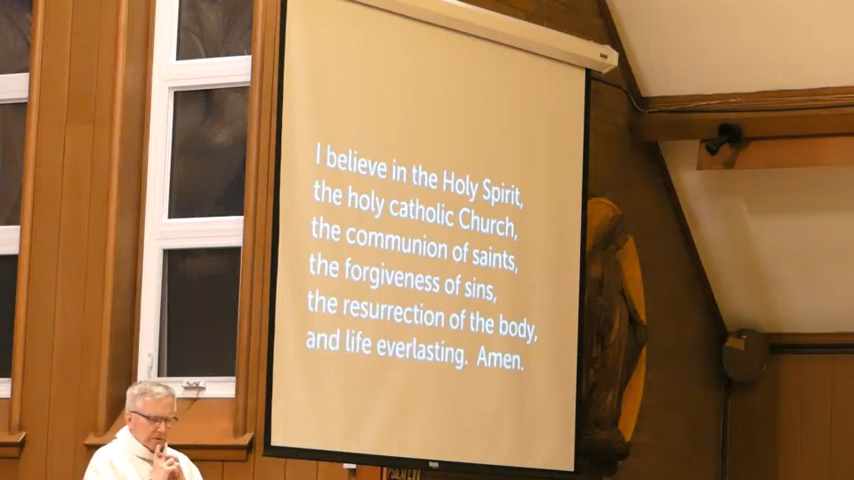 I believe in the Holy Spirit,
the holy catholic Church,
the communion of saints,
the forgiveness of sins,
the resurrection of the body,
and life everlasting. Amen.
PSALM